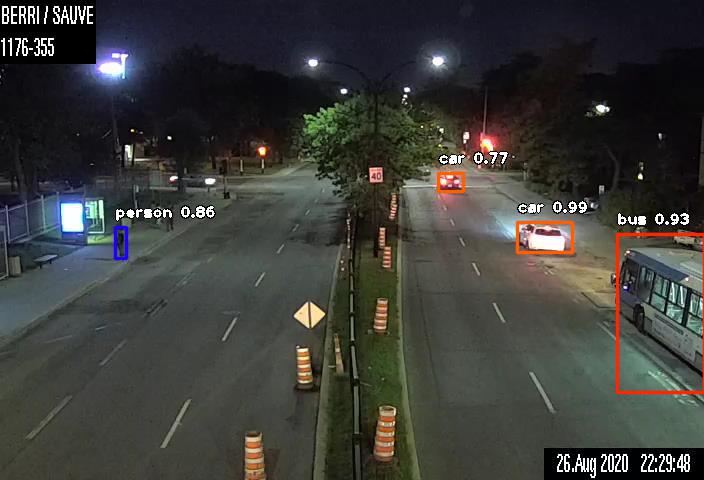 BERRI / SAUVE
1176-355
car 0.77
40
car 0.99
person 0.86
bus 0.93
26.Aug 2020 22:29:48